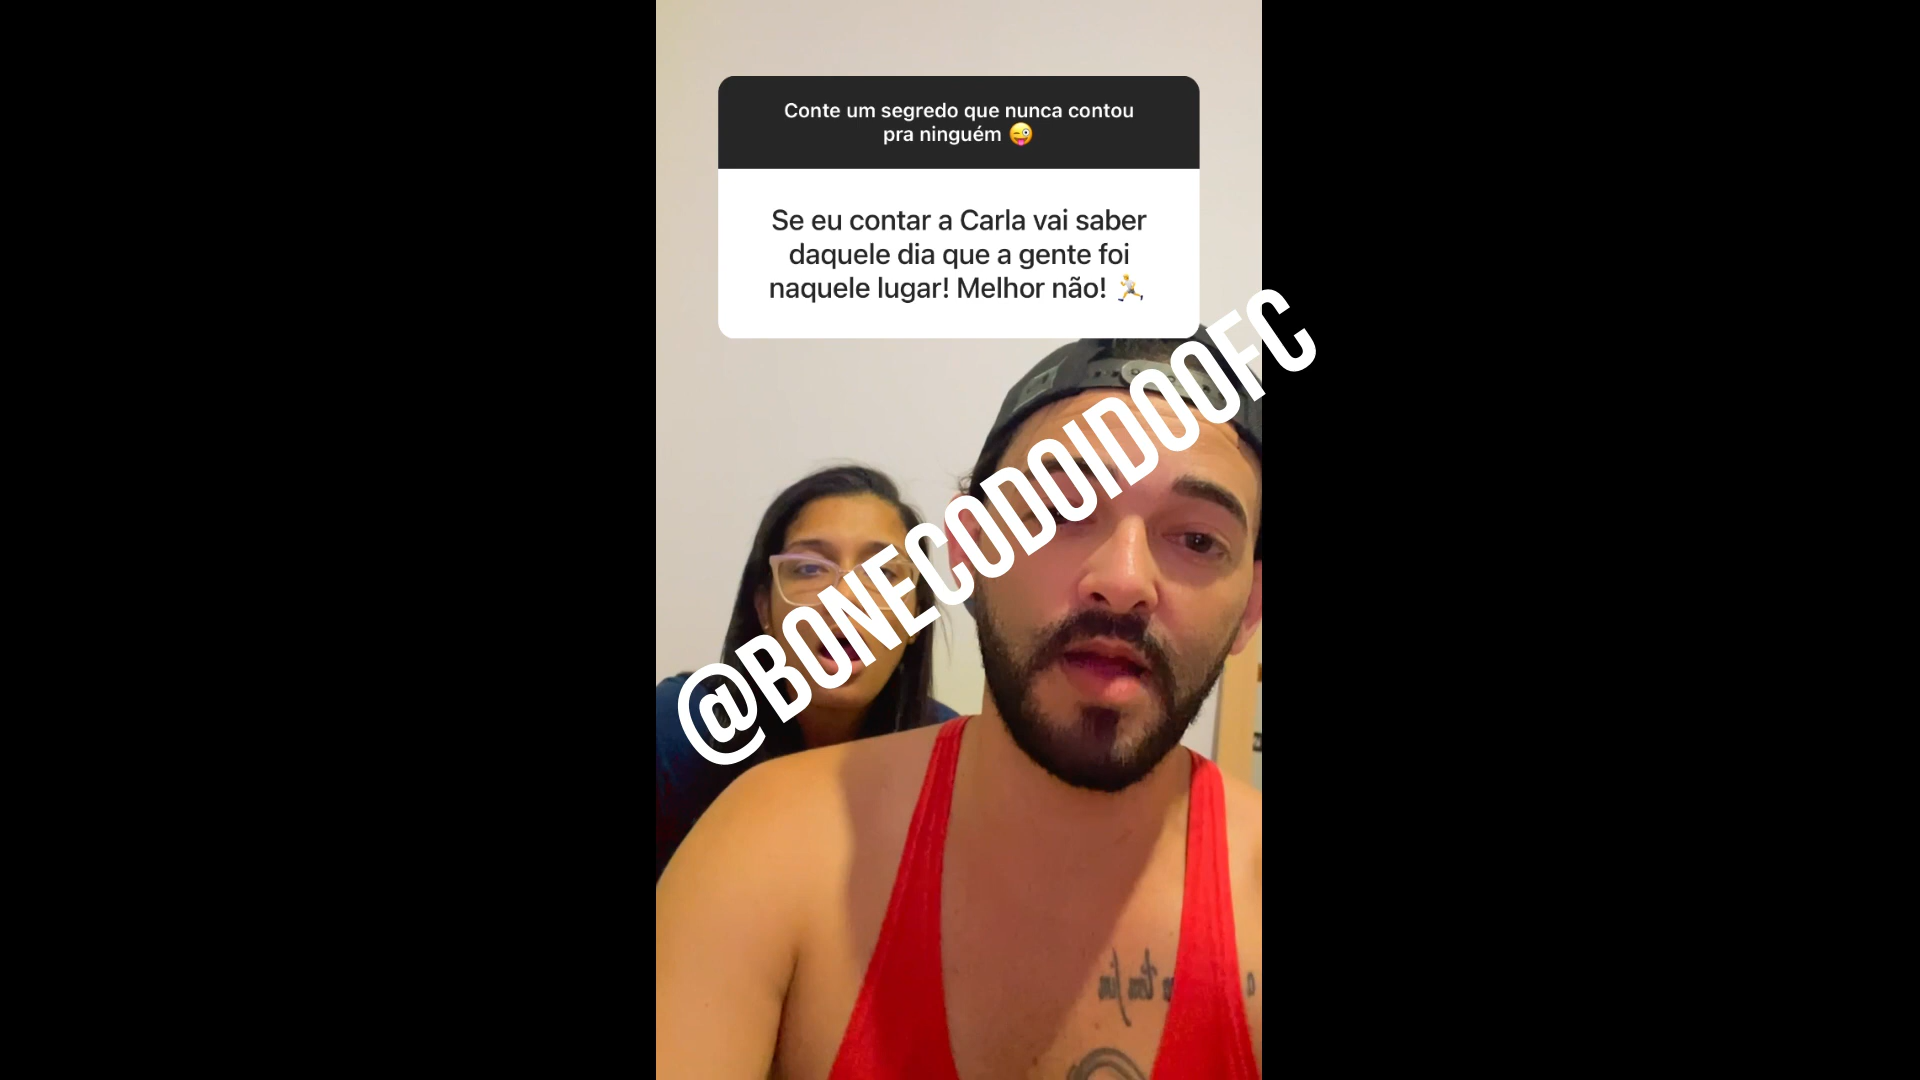 Conte um segredo que nunca contou
pra ninguém 😜
Se eu contar a Carla vai saber
daquele dia que a gente foi
naquele lugar! Melhor não! 🏃
@BONECODOIDOOFC